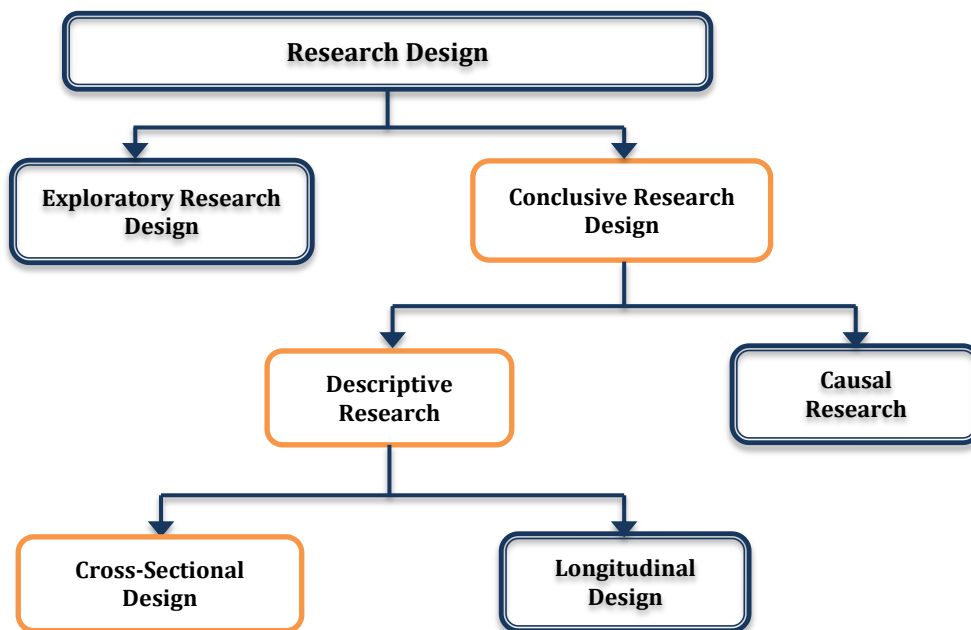 Research Design
Exploratory Research
Design
Conclusive Research
Design
Descriptive
Research
Causal
Research
Cross-Sectional
Design
Longitudinal
Design